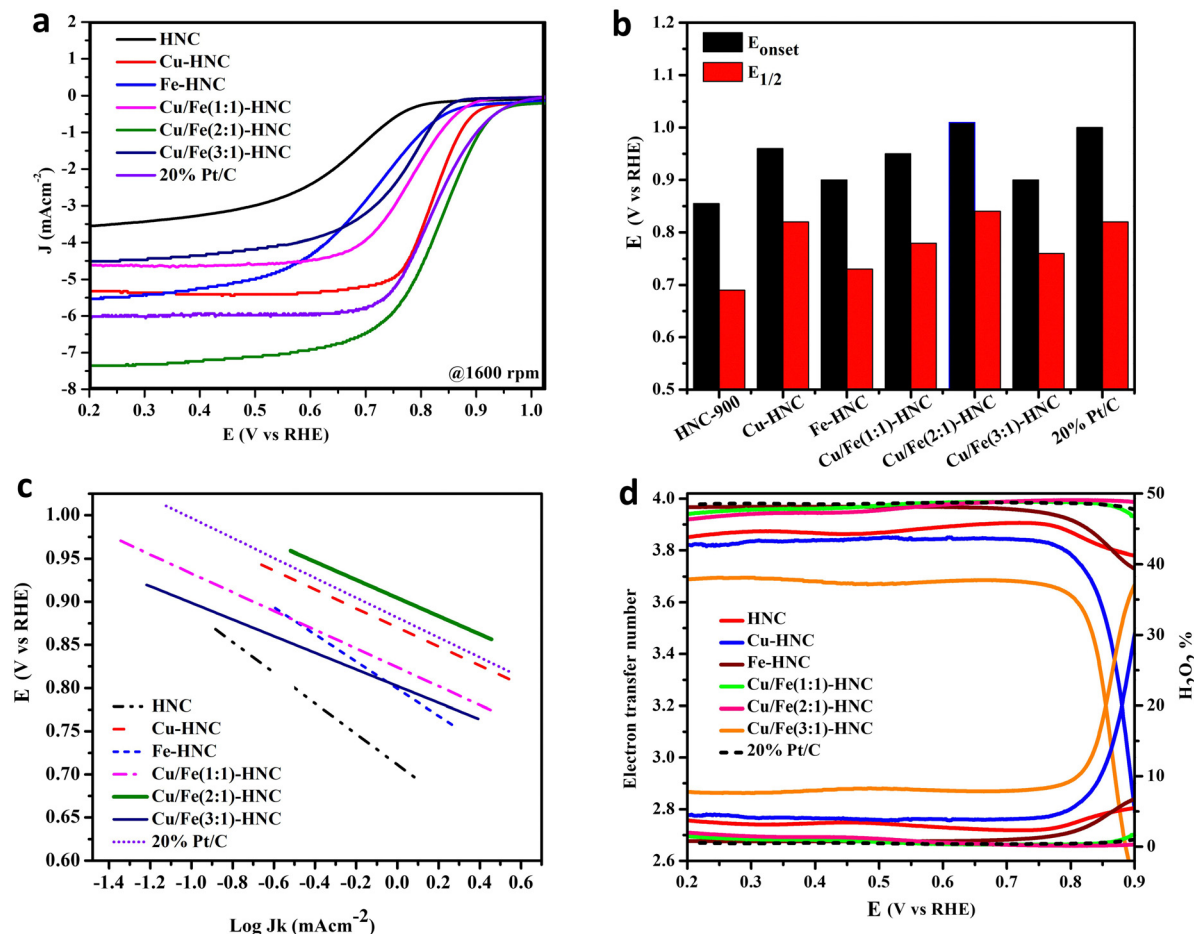 a
HNC
Cu-HNC
Fe-HNC
Cu/Fe(1:1)-HNC
Cu/Fe(2:1)-HNC
Cu/Fe(3:1)-HNC
20% Pt/C
2
1
0
-1
-2
-3
-4
-5
-6
-7
-8
J (mAcm⁻²)
@1600 rpm
0.2 0.3 0.4 0.5 0.6 0.7 0.8 0.9 1.0
E (V vs RHE)
b
E_onset
E_1/2
1.2
1.1
1.0
0.9
0.8
0.7
0.6
0.5
E (V vs RHE)
HNC-900
Cu-HNC
Fe-HNC
Cu/Fe(1:1)-HNC
Cu/Fe(2:1)-HNC
Cu/Fe(3:1)-HNC
20% Pt/C
c
1.00
0.95
0.90
0.85
0.80
0.75
0.70
0.65
0.60
E (V vs RHE)
HNC
Cu-HNC
Fe-HNC
Cu/Fe(1:1)-HNC
Cu/Fe(2:1)-HNC
Cu/Fe(3:1)-HNC
20% Pt/C
-1.4 -1.2 -1.0 -0.8 -0.6 -0.4 -0.2 0.0 0.2 0.4 0.6
Log Jk (mAcm⁻²)
d
4.0
3.8
3.6
3.4
3.2
3.0
2.8
2.6
Electron transfer number
HNC
Cu-HNC
Fe-HNC
Cu/Fe(1:1)-HNC
Cu/Fe(2:1)-HNC
Cu/Fe(3:1)-HNC
20% Pt/C
50
40
30
20
10
0
H₂O₂ %
0.2 0.3 0.4 0.5 0.6 0.7 0.8 0.9
E (V vs RHE)